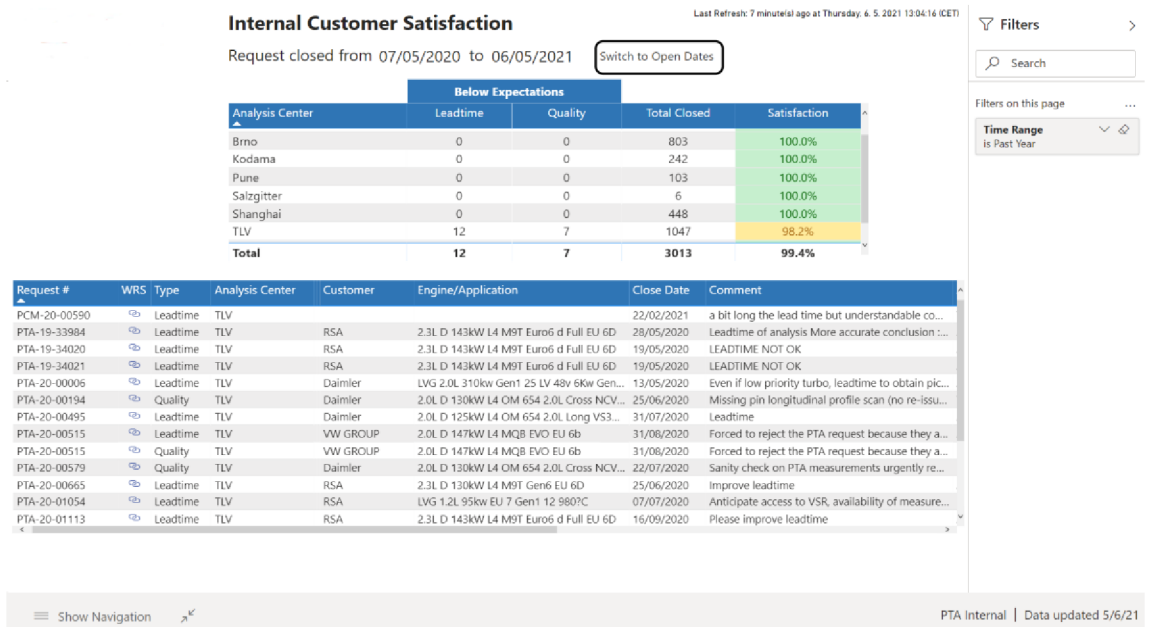 Internal Customer Satisfaction
Last Refresh: 7 minute(s) ago at Thursday, 6. 5. 2021 13:04:16 (CET)
Request closed from 07/05/2020 to 06/05/2021 Switch to Open Dates
Below Expectations
Analysis Center Leadtime Quality Total Closed Satisfaction
Brno 0 0 803 100.0%
Kodama 0 0 242 100.0%
Pune 0 0 103 100.0%
Salzgitter 0 0 6 100.0%
Shanghai 0 0 448 100.0%
TLV 12 7 1047 98.2%
Total 12 7 3013 99.4%
Request # WRS Type Analysis Center Customer Engine/Application Close Date Comment
PCM-20-00590 Leadtime TLV 22/02/2021 a bit long the lead time but understandable co...
PTA-19-33984 Leadtime TLV RSA 2.3L D 143kW L4 M9T Euro6 d Full EU 6D 28/05/2020 Leadtime of analysis More accurate conclusion :...
PTA-19-34020 Leadtime TLV RSA 2.3L D 143kW L4 M9T Euro6 d Full EU 6D 19/05/2020 LEADTIME NOT OK
PTA-19-34021 Leadtime TLV RSA 2.3L D 143kW L4 M9T Euro6 d Full EU 6D 19/05/2020 LEADTIME NOT OK
PTA-20-00006 Leadtime TLV Daimler LVG 2.0L 310kw Gen1 25 LV 48v 6Kw Gen... 13/05/2020 Even if low priority turbo, leadtime to obtain pic...
PTA-20-00194 Quality TLV Daimler 2.0L D 130kW L4 OM 654 2.0L Cross NCV... 25/06/2020 Missing pin longitudinal profile scan (no re-issu...
PTA-20-00495 Leadtime TLV Daimler 2.0L D 125kW L4 OM 654 2.0L Long VS3... 31/07/2020 Leadtime
PTA-20-00515 Leadtime TLV VW GROUP 2.0L D 147kW L4 MQB EVO EU 6b 31/08/2020 Forced to reject the PTA request because they a...
PTA-20-00515 Quality TLV VW GROUP 2.0L D 147kW L4 MQB EVO EU 6b 31/08/2020 Forced to reject the PTA request because they a...
PTA-20-00579 Quality TLV Daimler 2.0L D 130kW L4 OM 654 2.0L Cross NCV... 22/07/2020 Sanity check on PTA measurements urgently re...
PTA-20-00665 Leadtime TLV RSA 2.3L D 130kW L4 M9T Gen6 EU 6D 25/06/2020 Improve leadtime
PTA-20-01054 Leadtime TLV RSA LVG 1.2L 95kw EU 7 Gen1 12 980?C 07/07/2020 Anticipate access to VSR, availability of measure...
PTA-20-01113 Leadtime TLV RSA 2.3L D 143kW L4 M9T Euro6 d Full EU 6D 16/09/2020 Please improve leadtime
Filters
Search
Filters on this page ...
Time Range
is Past Year
Show Navigation
PTA Internal | Data updated 5/6/21